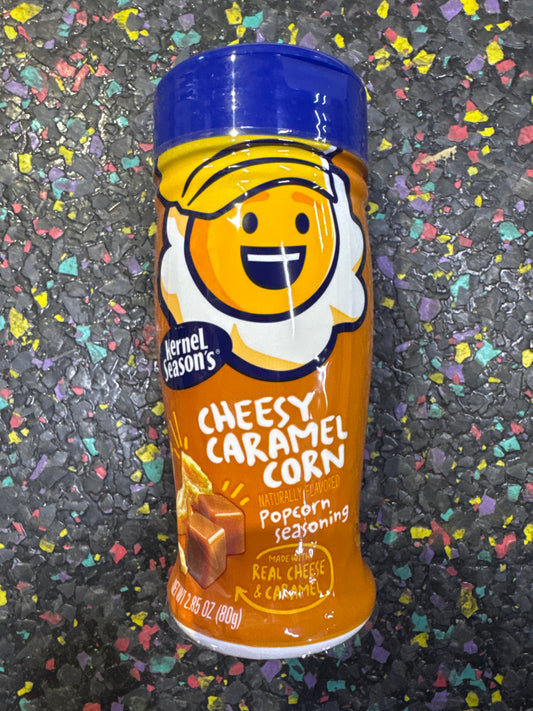 Kernel
Season's®
CHEESY
CARAMEL
CORN
NATURALLY FLAVORED
Popcorn
seasoning
MADE WITH
REAL CHEESE
& CARAMEL
NET WT 2.85 OZ (80g)